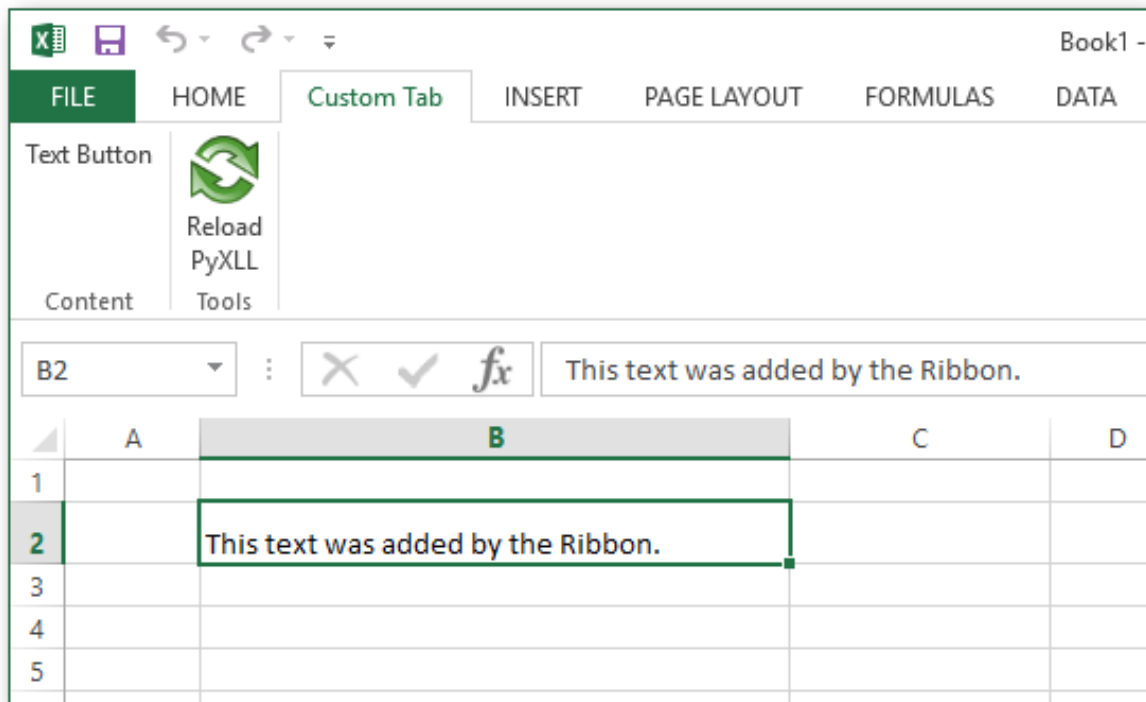 Book1 -
FILE HOME Custom Tab INSERT PAGE LAYOUT FORMULAS DATA
Text Button
Reload
PyXLL
Content Tools
B2 fx This text was added by the Ribbon.
A B C D
1
2 This text was added by the Ribbon.
3
4
5